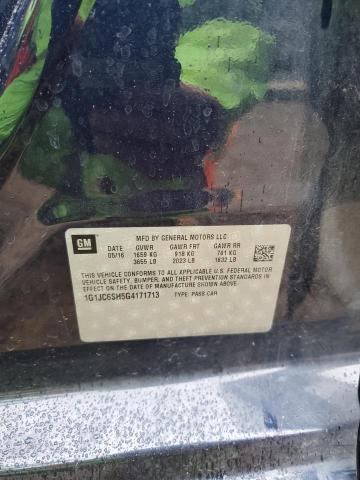 GM
MFD BY GENERAL MOTORS LLC
05/16 GVWR GAWR FRT GAWR RR
1659 KG 918 KG 741 KG
3655 LB 2023 LB 1632 LB
THIS VEHICLE CONFORMS TO ALL APPLICABLE U.S. FEDERAL MOTOR
VEHICLE SAFETY, BUMPER, AND THEFT PREVENTION STANDARDS IN
EFFECT ON THE DATE OF MANUFACTURE SHOWN ABOVE.
1G1JC6SH5G4171713 TYPE: PASS CAR